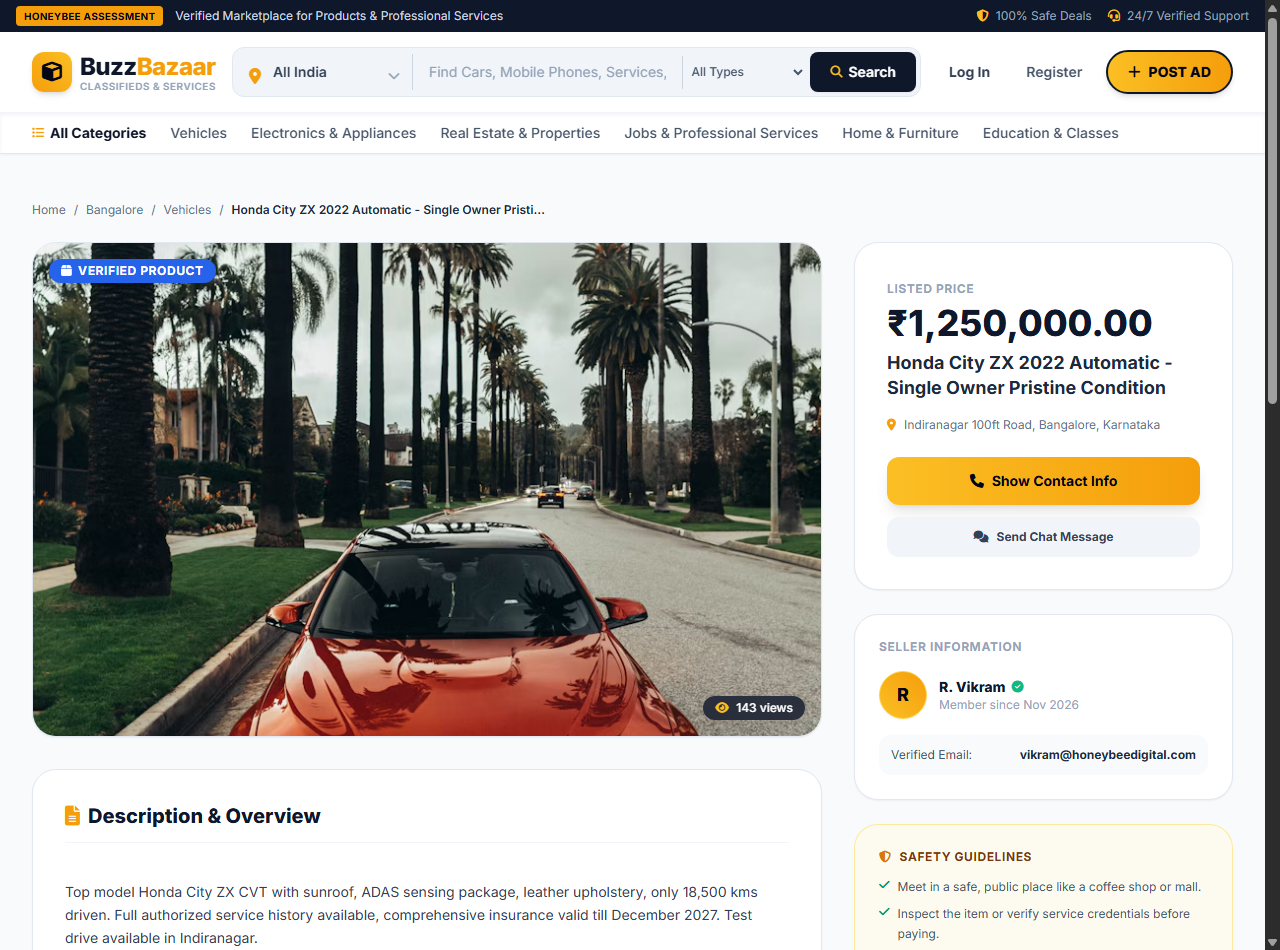 HONEYBEE ASSESSMENT
Verified Marketplace for Products & Professional Services
100% Safe Deals
24/7 Verified Support
BuzzBazaar
CLASSIFIEDS & SERVICES
All India
Find Cars, Mobile Phones, Services,
All Types
Search
Log In
Register
POST AD
All Categories
Vehicles
Electronics & Appliances
Real Estate & Properties
Jobs & Professional Services
Home & Furniture
Education & Classes
Home / Bangalore / Vehicles / Honda City ZX 2022 Automatic - Single Owner Pristi...
VERIFIED PRODUCT
143 views
Description & Overview
Top model Honda City ZX CVT with sunroof, ADAS sensing package, leather upholstery, only 18,500 kms
driven. Full authorized service history available, comprehensive insurance valid till December 2027. Test
drive available in Indiranagar.
LISTED PRICE
₹1,250,000.00
Honda City ZX 2022 Automatic -
Single Owner Pristine Condition
Indiranagar 100ft Road, Bangalore, Karnataka
Show Contact Info
Send Chat Message
SELLER INFORMATION
R
R. Vikram
Member since Nov 2026
Verified Email:
vikram@honeybeedigital.com
SAFETY GUIDELINES
Meet in a safe, public place like a coffee shop or mall.
Inspect the item or verify service credentials before
paying.